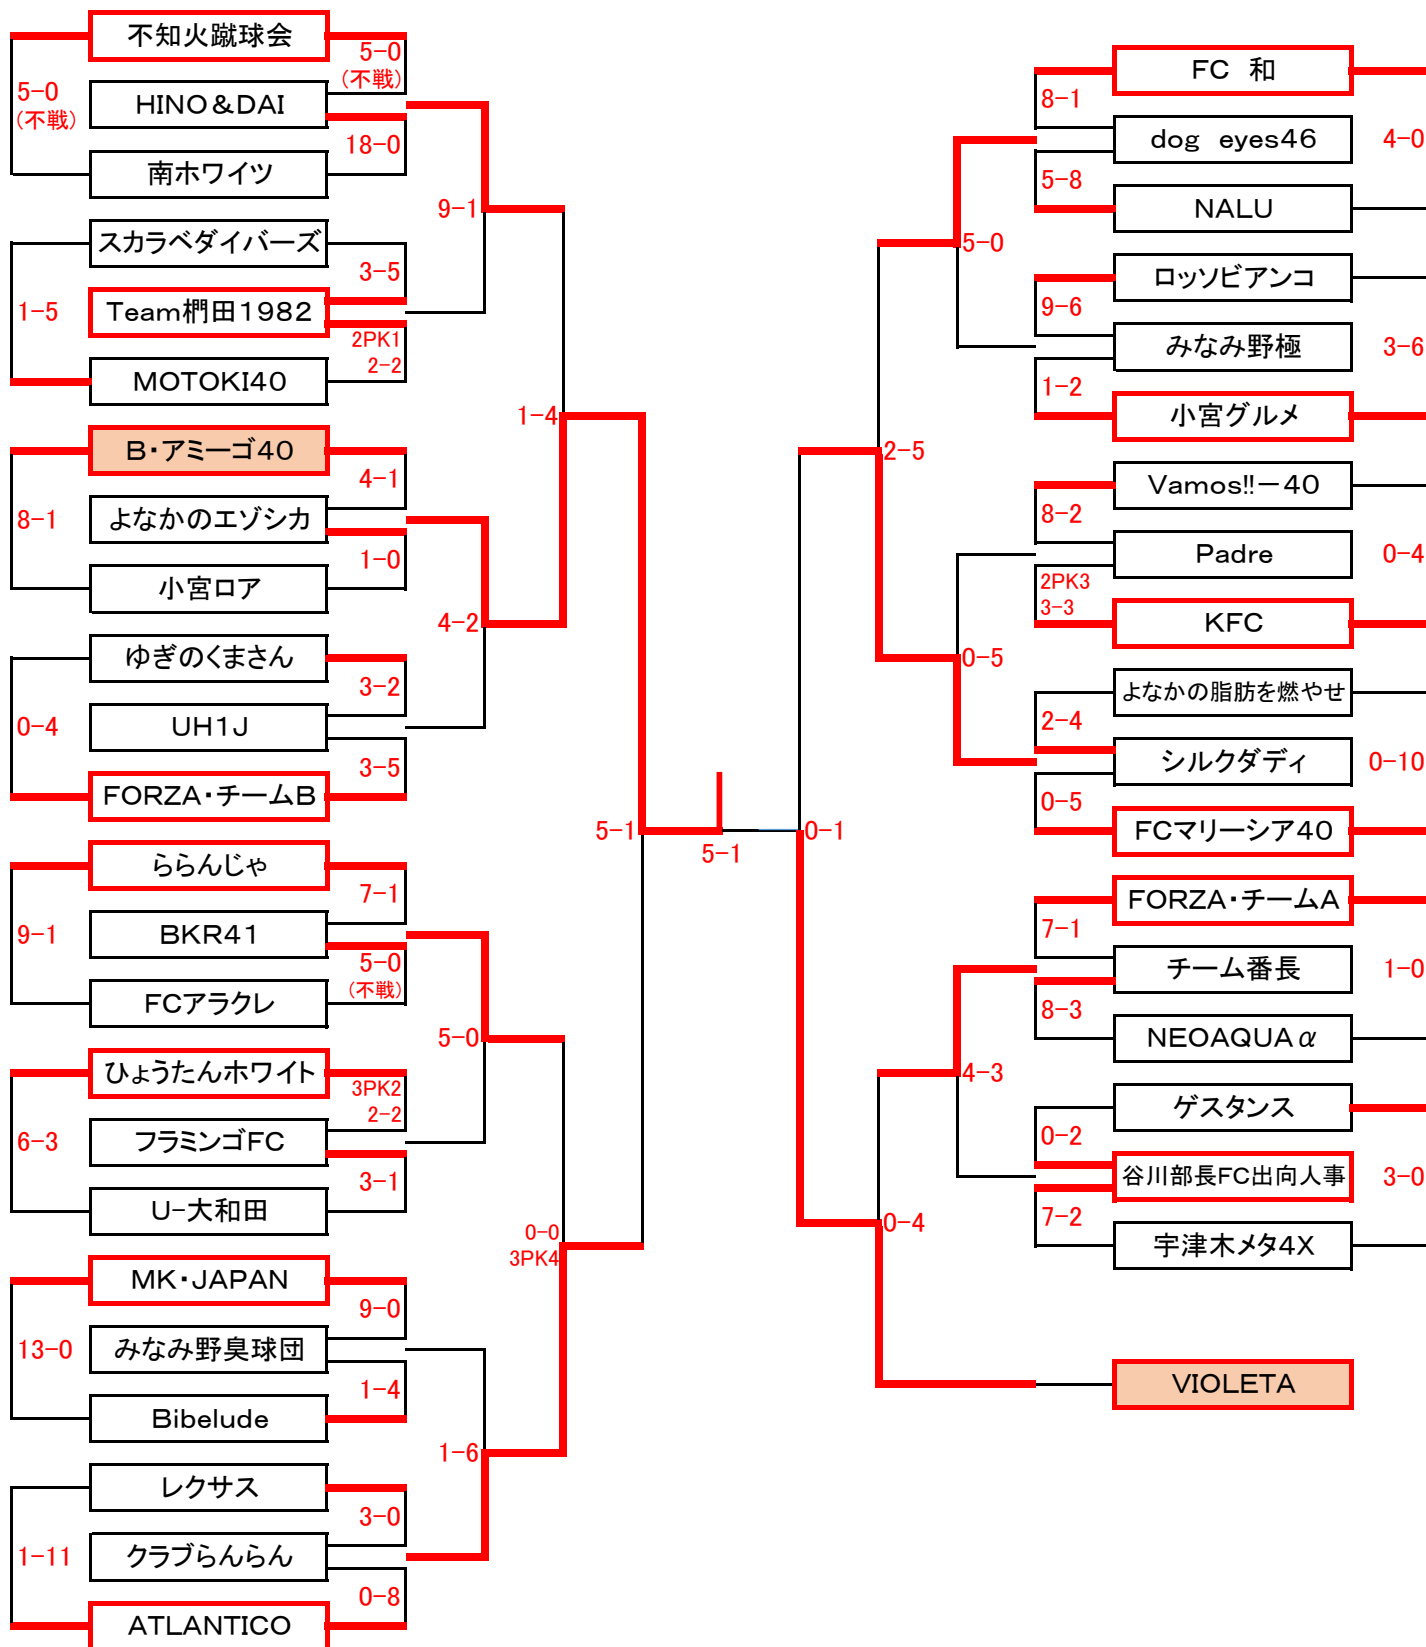 不知火蹴球会
5-0
(不戦)
5-0
(不戦)
HINO&DAI
18-0
南ホワイツ
9-1
スカラベダイバーズ
3-5
1-5
Team椚田1982
2PK1
2-2
MOTOKI40
1-4
B・アミーゴ40
4-1
8-1
よなかのエゾシカ
1-0
小宮ロア
4-2
ゆぎのくまさん
3-2
0-4
UH1J
3-5
FORZA・チームB
5-1
5-1
ららんじゃ
7-1
9-1
BKR41
5-0
(不戦)
FCアラクレ
5-0
ひょうたんホワイト
3PK2
2-2
6-3
フラミンゴFC
3-1
U-大和田
0-0
3PK4
MK・JAPAN
9-0
13-0
みなみ野臭球団
1-4
Bibelude
1-6
レクサス
3-0
1-11
クラブらんらん
0-8
ATLANTICO
FC 和
8-1
dog eyes46
4-0
5-8
NALU
5-0
ロッソビアンコ
9-6
みなみ野極
3-6
1-2
小宮グルメ
2-5
Vamos!!-40
8-2
Padre
0-4
2PK3
3-3
KFC
0-5
よなかの脂肪を燃やせ
2-4
シルクダディ
0-10
0-5
FCマリーシア40
0-1
FORZA・チームA
7-1
チーム番長
1-0
8-3
NEOAQUAα
4-3
ゲスタンス
0-2
谷川部長FC出向人事
3-0
7-2
0-4
宇津木メタ4X
VIOLETA